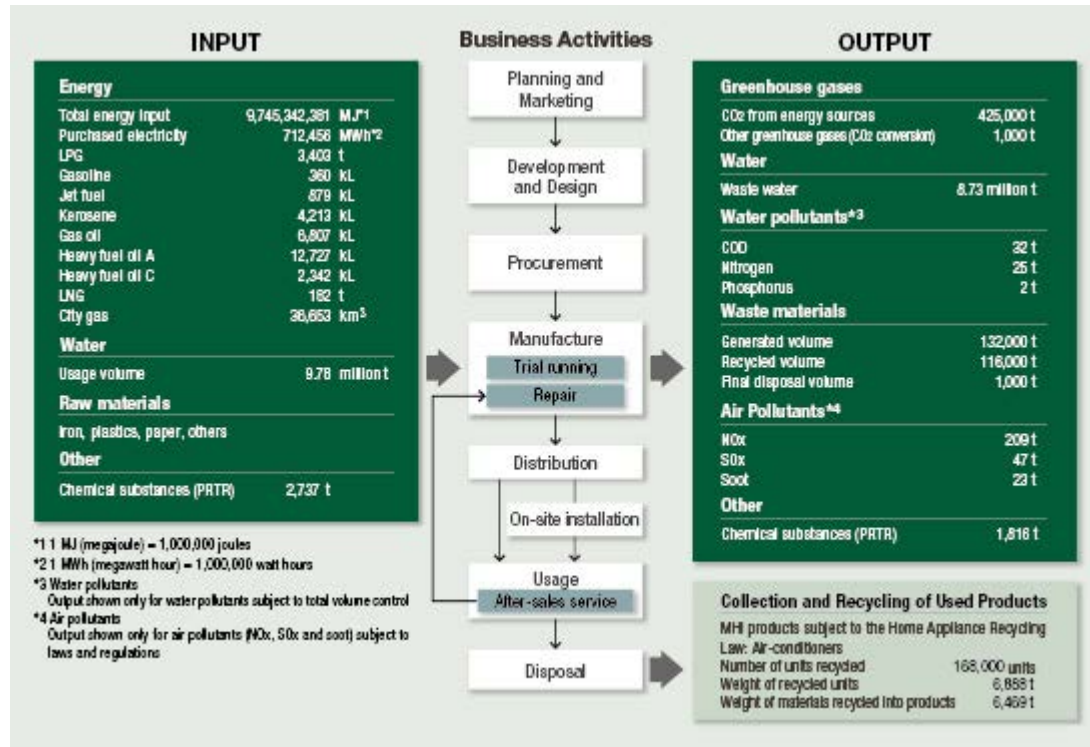 INPUT
Energy
Total energy input 9,745,342,381 MJ*1
Purchased electricity 712,456 MWh*2
LPG 3,403 t
Gasoline 360 kL
Jet fuel 879 kL
Kerosene 4,213 kL
Gas oil 6,807 kL
Heavy fuel oil A 12,727 kL
Heavy fuel oil C 2,342 kL
LNG 182 t
City gas 36,653 km3
Water
Usage volume 9.78 million t
Raw materials
Iron, plastics, paper, others
Other
Chemical substances (PRTR) 2,737 t
*1 1 MJ (megajoule) = 1,000,000 joules
*2 1 MWh (megawatt hour) = 1,000,000 watt hours
*3 Water pollutants
Output shown only for water pollutants subject to total volume control
*4 Air pollutants
Output shown only for air pollutants (NOx, SOx and soot) subject to
laws and regulations
Business Activities
Planning and
Marketing
Development
and Design
Procurement
Manufacture
Trial running
Repair
Distribution
On-site installation
Usage
After-sales service
Disposal
OUTPUT
Greenhouse gases
CO2 from energy sources 425,000 t
Other greenhouse gases (CO2 conversion) 1,000 t
Water
Waste water 8.73 million t
Water pollutants*3
COD 32 t
Nitrogen 25 t
Phosphorus 2 t
Waste materials
Generated volume 132,000 t
Recycled volume 116,000 t
Final disposal volume 1,000 t
Air Pollutants*4
NOx 209 t
SOx 47 t
Soot 23 t
Other
Chemical substances (PRTR) 1,816 t
Collection and Recycling of Used Products
MHI products subject to the Home Appliance Recycling
Law: Air-conditioners
Number of units recycled 168,000 units
Weight of recycled units 6,888 t
Weight of materials recycled into products 6,469 t